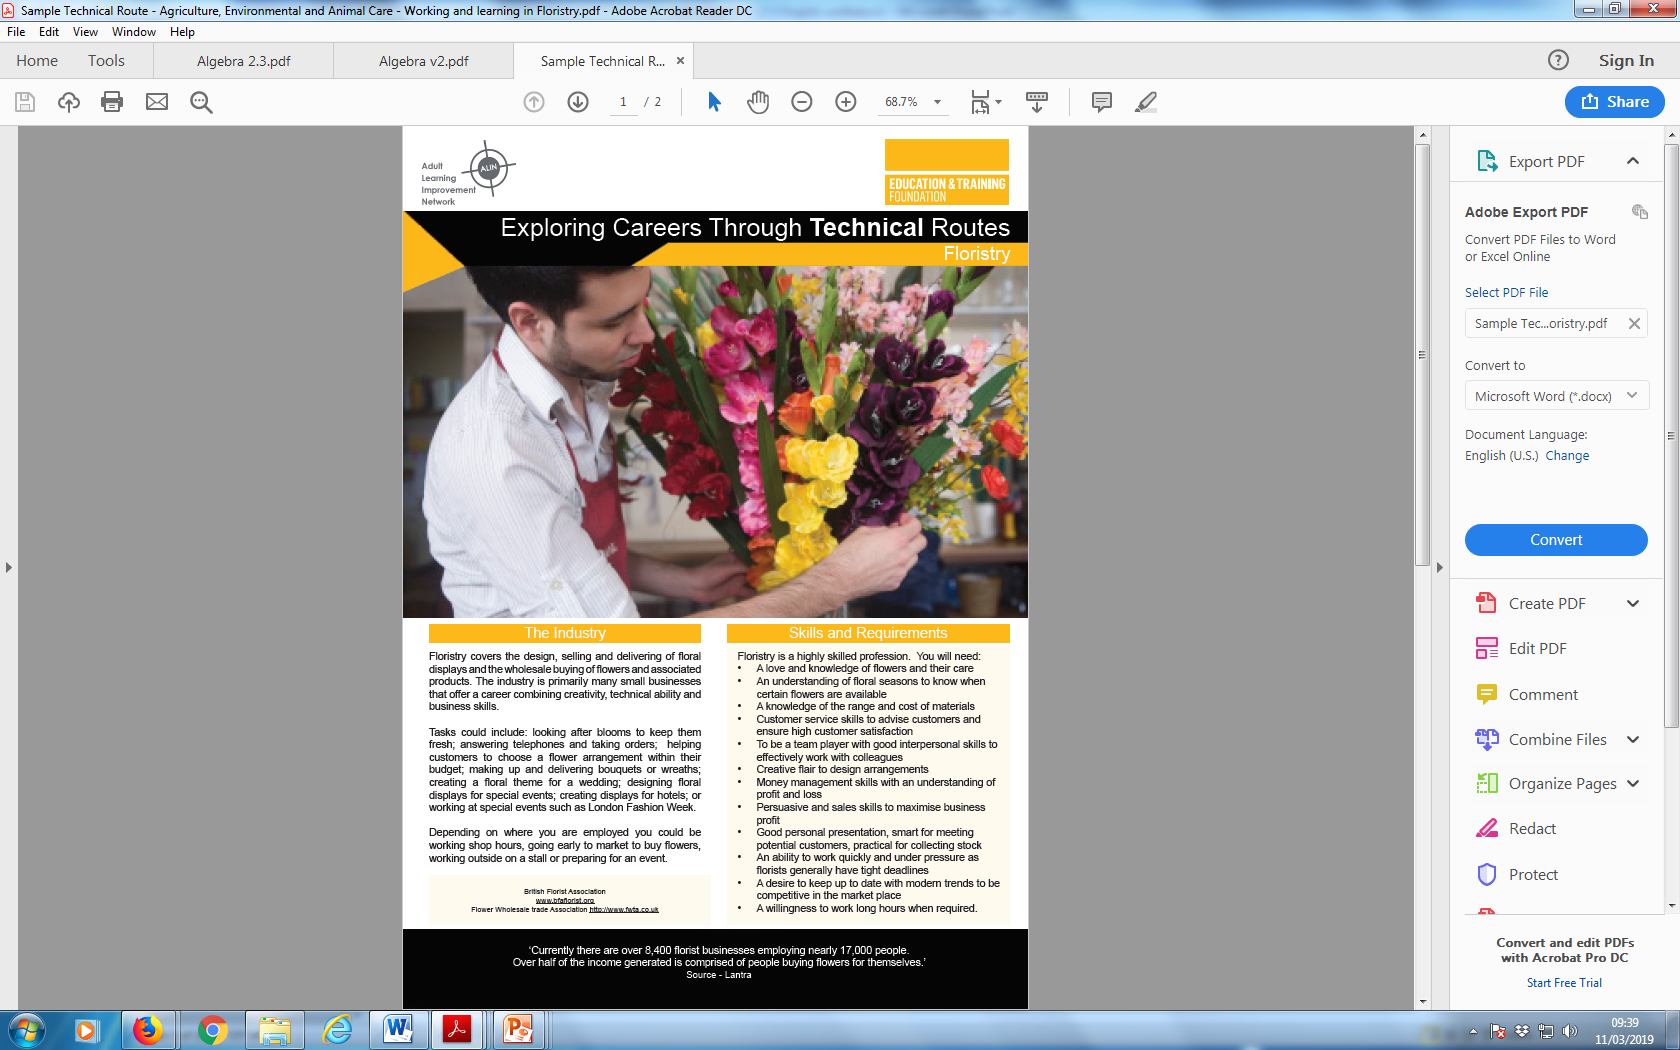 Sample Technical Route - Agriculture, Environmental and Animal Care - Working and learning in Floristry.pdf - Adobe Acrobat Reader DC
File Edit View Window Help
Home Tools Algebra 2.3.pdf Algebra v2.pdf Sample Technical R... × Sign In
1 / 2 68.7% Share
Adult
Learning
Improvement
Network
ALIN
EDUCATION & TRAINING
FOUNDATION
Exploring Careers Through Technical Routes
Floristry
The Industry
Floristry covers the design, selling and delivering of floral
displays and the wholesale buying of flowers and associated
products. The industry is primarily many small businesses
that offer a career combining creativity, technical ability and
business skills.
Tasks could include: looking after blooms to keep them
fresh; answering telephones and taking orders; helping
customers to choose a flower arrangement within their
budget; making up and delivering bouquets or wreaths;
creating a floral theme for a wedding; designing floral
displays for special events; creating displays for hotels; or
working at special events such as London Fashion Week.
Depending on where you are employed you could be
working shop hours, going early to market to buy flowers,
working outside on a stall or preparing for an event.
British Florist Association
www.bfaflorist.org
Flower Wholesale trade Association http://www.fwta.co.uk
Skills and Requirements
Floristry is a highly skilled profession. You will need:
• A love and knowledge of flowers and their care
• An understanding of floral seasons to know when
certain flowers are available
• A knowledge of the range and cost of materials
• Customer service skills to advise customers and
ensure high customer satisfaction
• To be a team player with good interpersonal skills to
effectively work with colleagues
• Creative flair to design arrangements
• Money management skills with an understanding of
profit and loss
• Persuasive and sales skills to maximise business
profit
• Good personal presentation, smart for meeting
potential customers, practical for collecting stock
• An ability to work quickly and under pressure as
florists generally have tight deadlines
• A desire to keep up to date with modern trends to be
competitive in the market place
• A willingness to work long hours when required.
‘Currently there are over 8,400 florist businesses employing nearly 17,000 people.
Over half of the income generated is comprised of people buying flowers for themselves.’
Source - Lantra
Export PDF
Adobe Export PDF
Convert PDF Files to Word
or Excel Online
Select PDF File
Sample Tec...oristry.pdf
Convert to
Microsoft Word (*.docx)
Document Language:
English (U.S.) Change
Convert
Create PDF
Edit PDF
Comment
Combine Files
Organize Pages
Redact
Protect
Convert and edit PDFs
with Acrobat Pro DC
Start Free Trial
09:39
11/03/2019